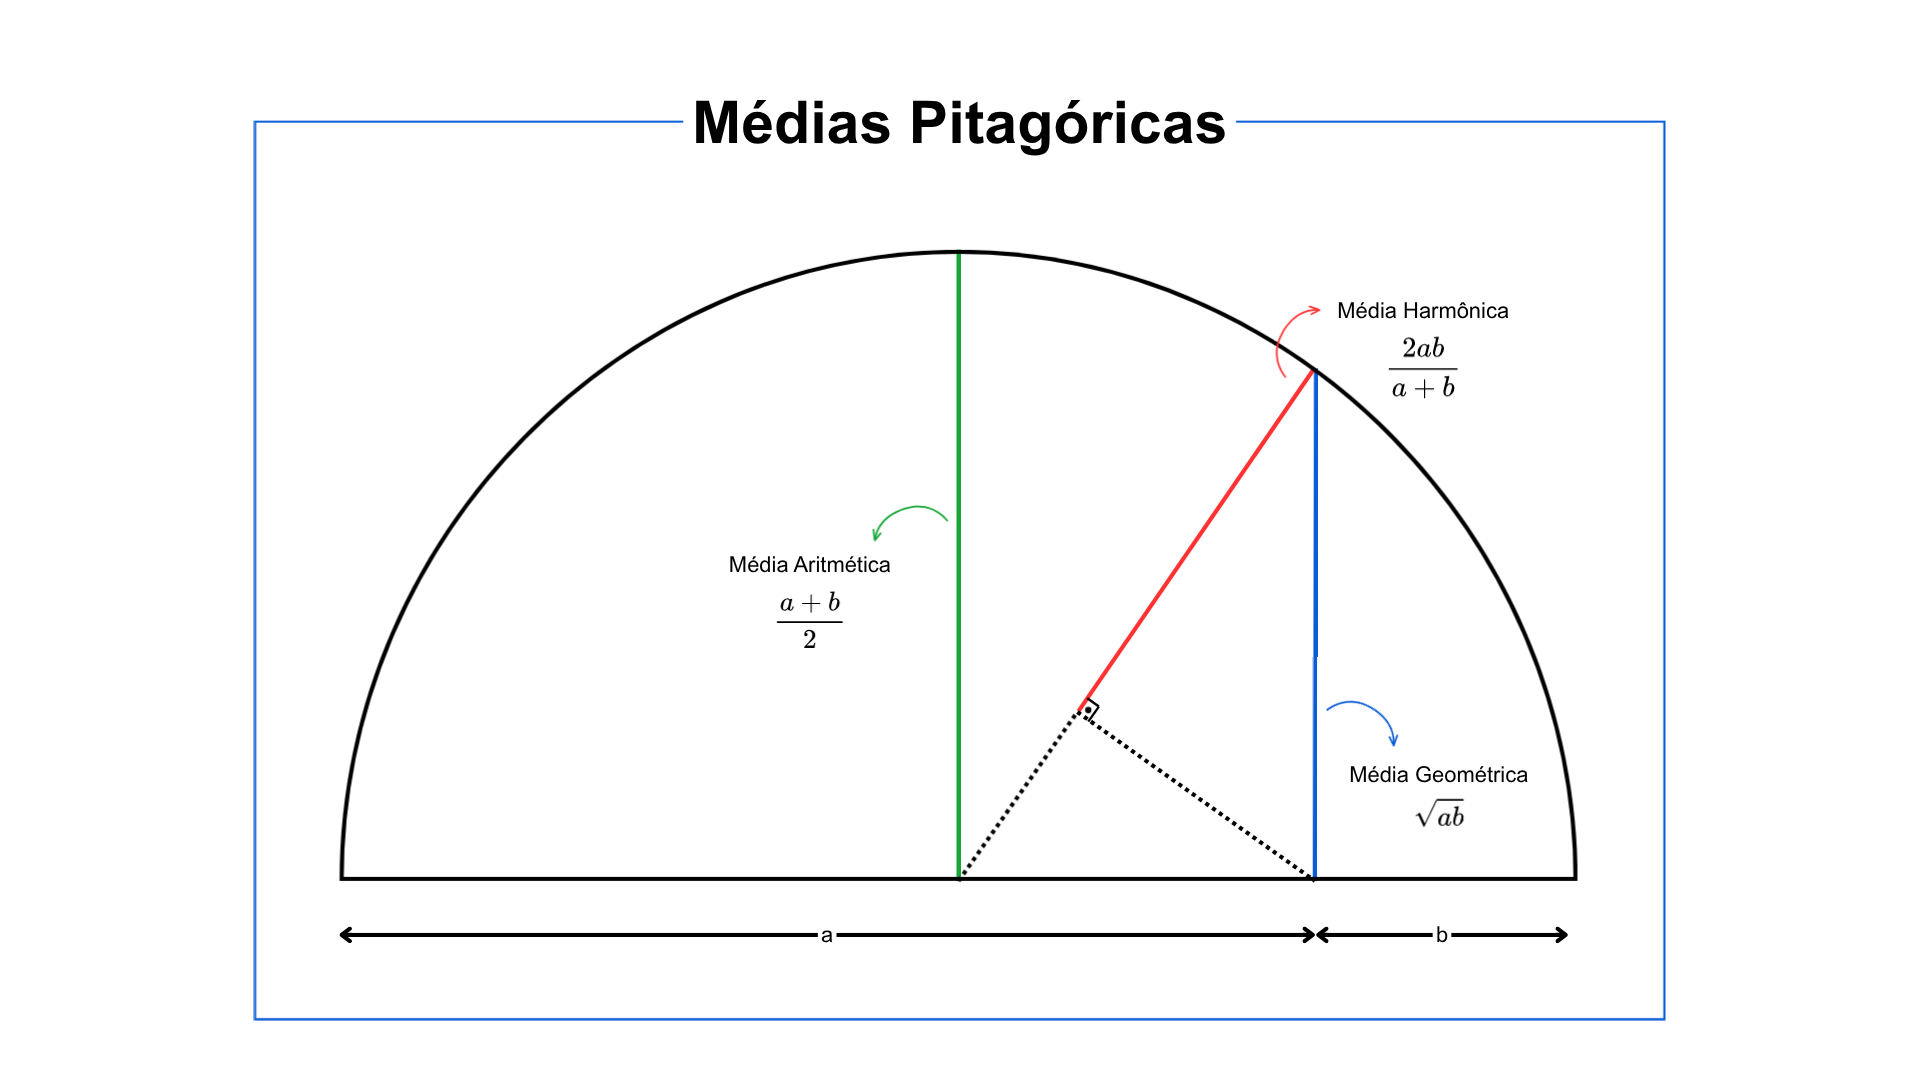 Médias Pitagóricas
Média Harmônica
2ab
a + b
Média Aritmética
a + b
2
Média Geométrica
√ab
a
b